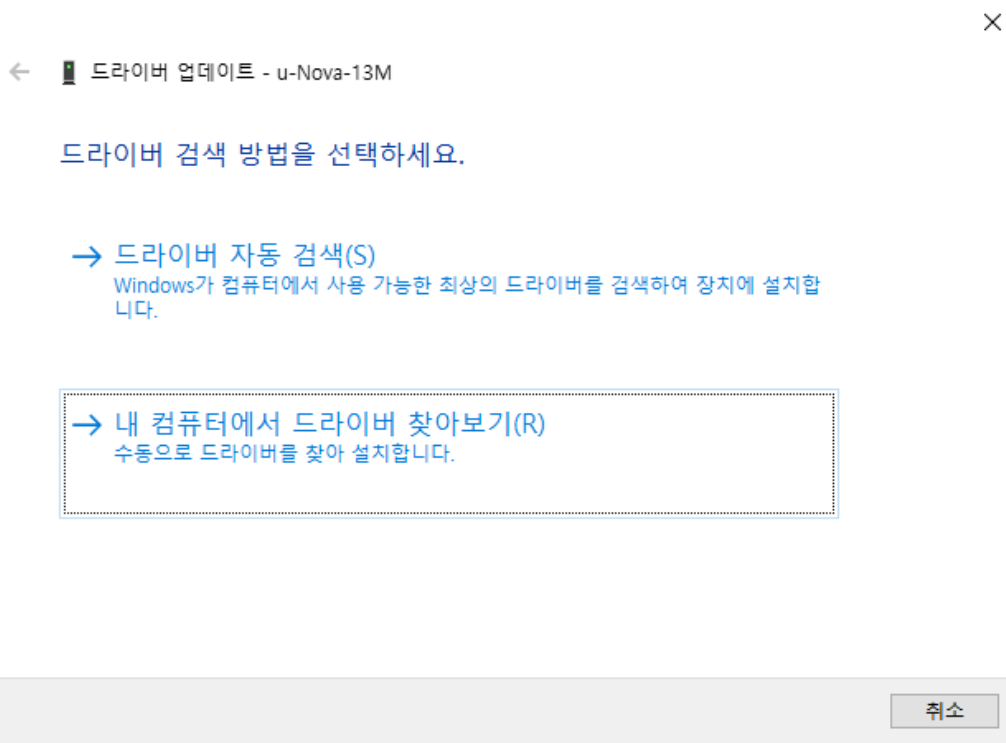 드라이버 업데이트 - u-Nova-13M
드라이버 검색 방법을 선택하세요.
드라이버 자동 검색(S)
Windows가 컴퓨터에서 사용 가능한 최상의 드라이버를 검색하여 장치에 설치합
니다.
내 컴퓨터에서 드라이버 찾아보기(R)
수동으로 드라이버를 찾아 설치합니다.
취소